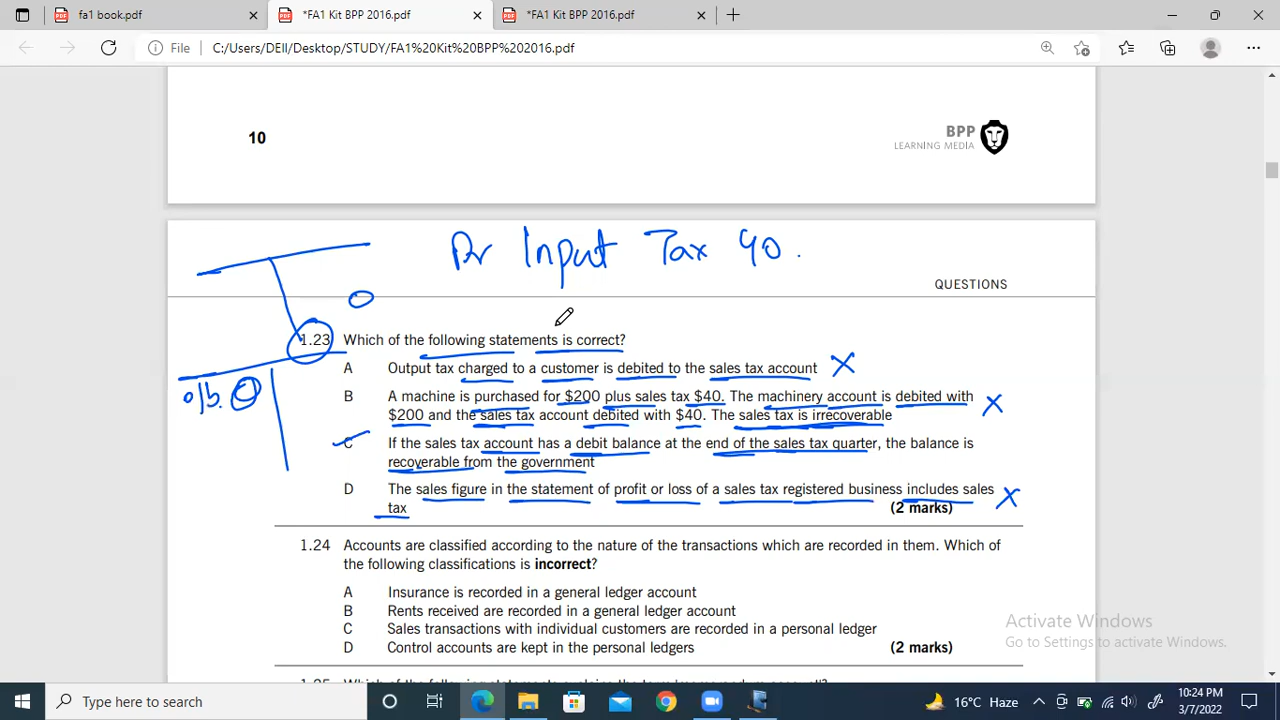 fa1 book.pdf
*FA1 Kit BPP 2016.pdf
*FA1 Kit BPP 2016.pdf
File
C:/Users/DEll/Desktop/STUDY/FA1%20Kit%20BPP%202016.pdf
10
BPP
LEARNING MEDIA
Dr Input Tax 40.
QUESTIONS
1.23 Which of the following statements is correct?
A Output tax charged to a customer is debited to the sales tax account
B A machine is purchased for $200 plus sales tax $40. The machinery account is debited with
$200 and the sales tax account debited with $40. The sales tax is irrecoverable
C If the sales tax account has a debit balance at the end of the sales tax quarter, the balance is
recoverable from the government
D The sales figure in the statement of profit or loss of a sales tax registered business includes sales
tax (2 marks)
1.24 Accounts are classified according to the nature of the transactions which are recorded in them. Which of
the following classifications is incorrect?
A Insurance is recorded in a general ledger account
B Rents received are recorded in a general ledger account
C Sales transactions with individual customers are recorded in a personal ledger
D Control accounts are kept in the personal ledgers (2 marks)
Activate Windows
Go to Settings to activate Windows.
Type here to search
16°C Haze
10:24 PM
3/7/2022